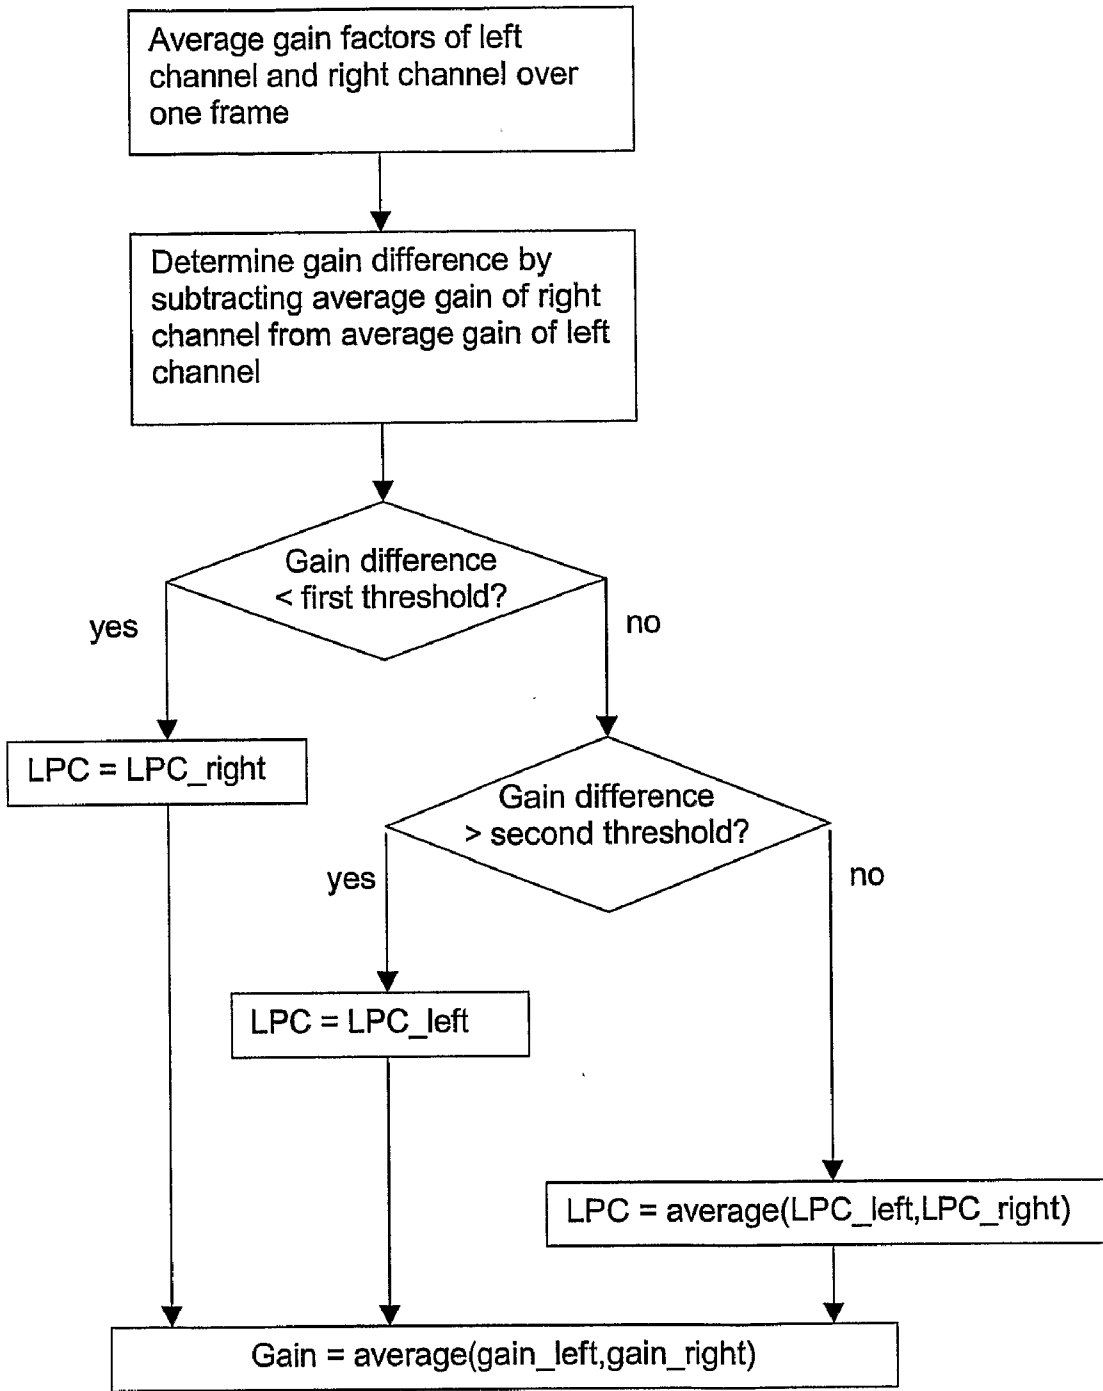 Average gain factors of left
channel and right channel over
one frame
Determine gain difference by
subtracting average gain of right
channel from average gain of left
channel
Gain difference
< first threshold?
yes
no
LPC = LPC_right
Gain difference
> second threshold?
yes
no
LPC = LPC_left
LPC = average(LPC_left,LPC_right)
Gain = average(gain_left,gain_right)